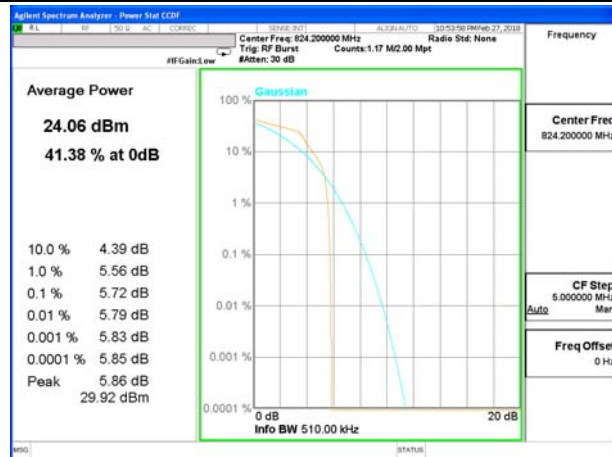 Agilent Spectrum Analyzer - Power Stat CCDF
RL RF 50 Ω AC CORREC SENSE:INT ALIGN AUTO 10:53:58 PM Feb 27, 2018
Center Freq: 824.200000 MHz Radio Std: None
Trig: RF Burst Counts:1.17 M/2.00 Mpt
#IFGain:Low #Atten: 30 dB
Frequency
Average Power
24.06 dBm
41.38 % at 0dB
10.0 % 4.39 dB
1.0 % 5.56 dB
0.1 % 5.72 dB
0.01 % 5.79 dB
0.001 % 5.83 dB
0.0001 % 5.85 dB
Peak 5.86 dB
29.92 dBm
Gaussian
100 %
10 %
1 %
0.1 %
0.01 %
0.001 %
0.0001 %
0 dB 20 dB
Info BW 510.00 kHz
Center Freq
824.200000 MHz
CF Step
5.000000 MHz
Auto Man
Freq Offset
0 Hz
MSG STATUS